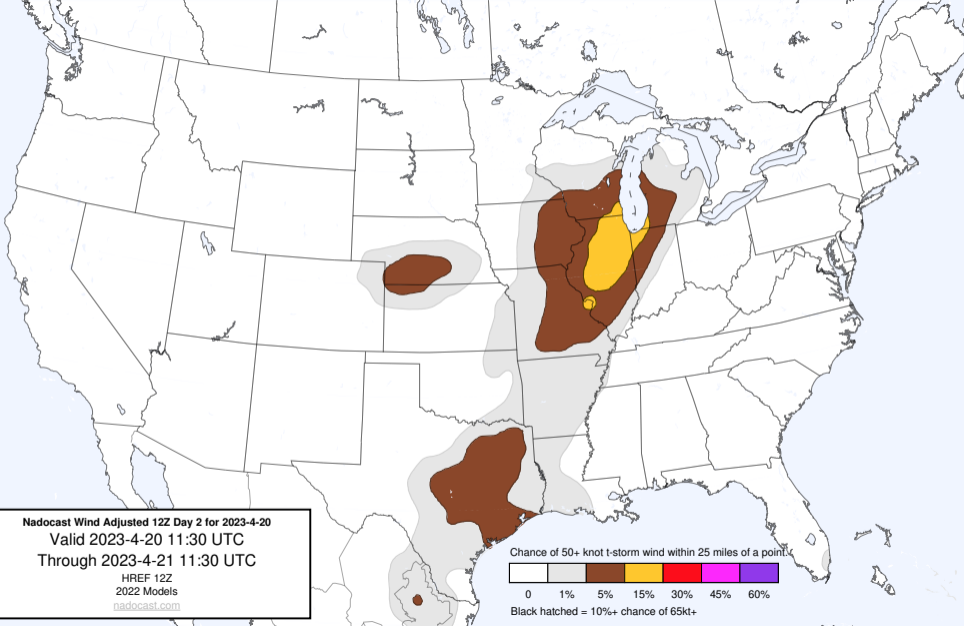 Nadocast Wind Adjusted 12Z Day 2 for 2023-4-20
Valid 2023-4-20 11:30 UTC
Through 2023-4-21 11:30 UTC
HREF 12Z
2022 Models
nadocast.com
Chance of 50+ knot t-storm wind within 25 miles of a point.
0 1% 5% 15% 30% 45% 60%
Black hatched = 10%+ chance of 65kt+